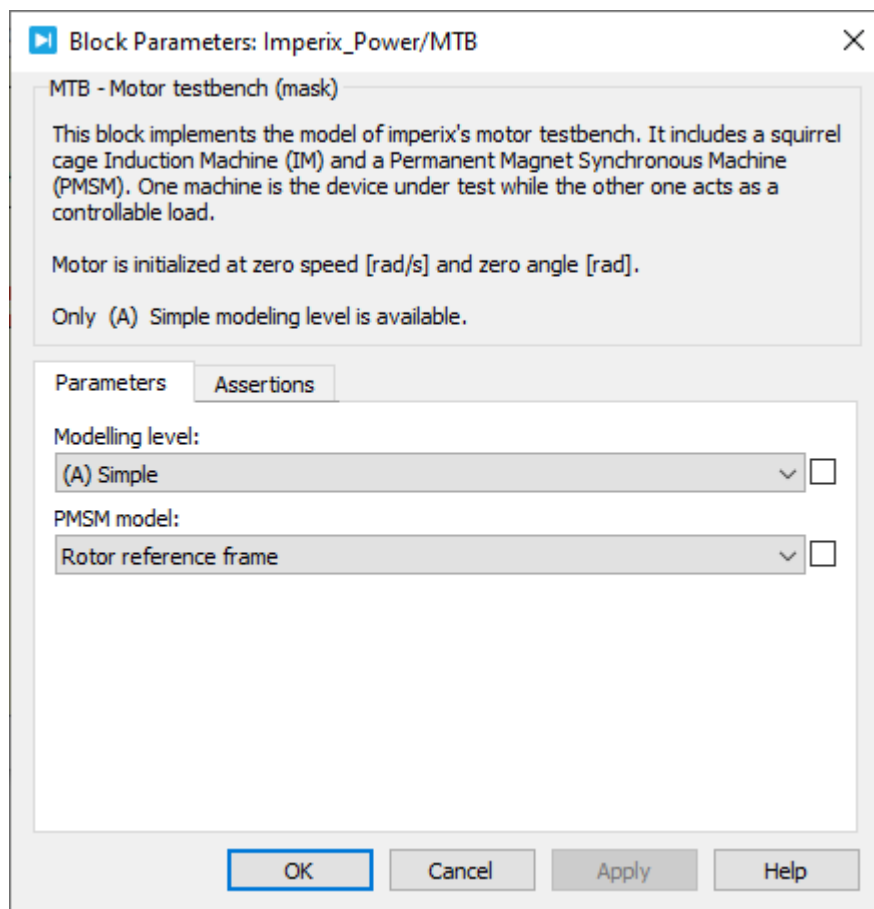 Block Parameters: Imperix_Power/MTB
MTB - Motor testbench (mask)
This block implements the model of imperix's motor testbench. It includes a squirrel
cage Induction Machine (IM) and a Permanent Magnet Synchronous Machine
(PMSM). One machine is the device under test while the other one acts as a
controllable load.
Motor is initialized at zero speed [rad/s] and zero angle [rad].
Only  (A)  Simple modeling level is available.
Parameters
Assertions
Modelling level:
(A) Simple
PMSM model:
Rotor reference frame
OK
Cancel
Apply
Help